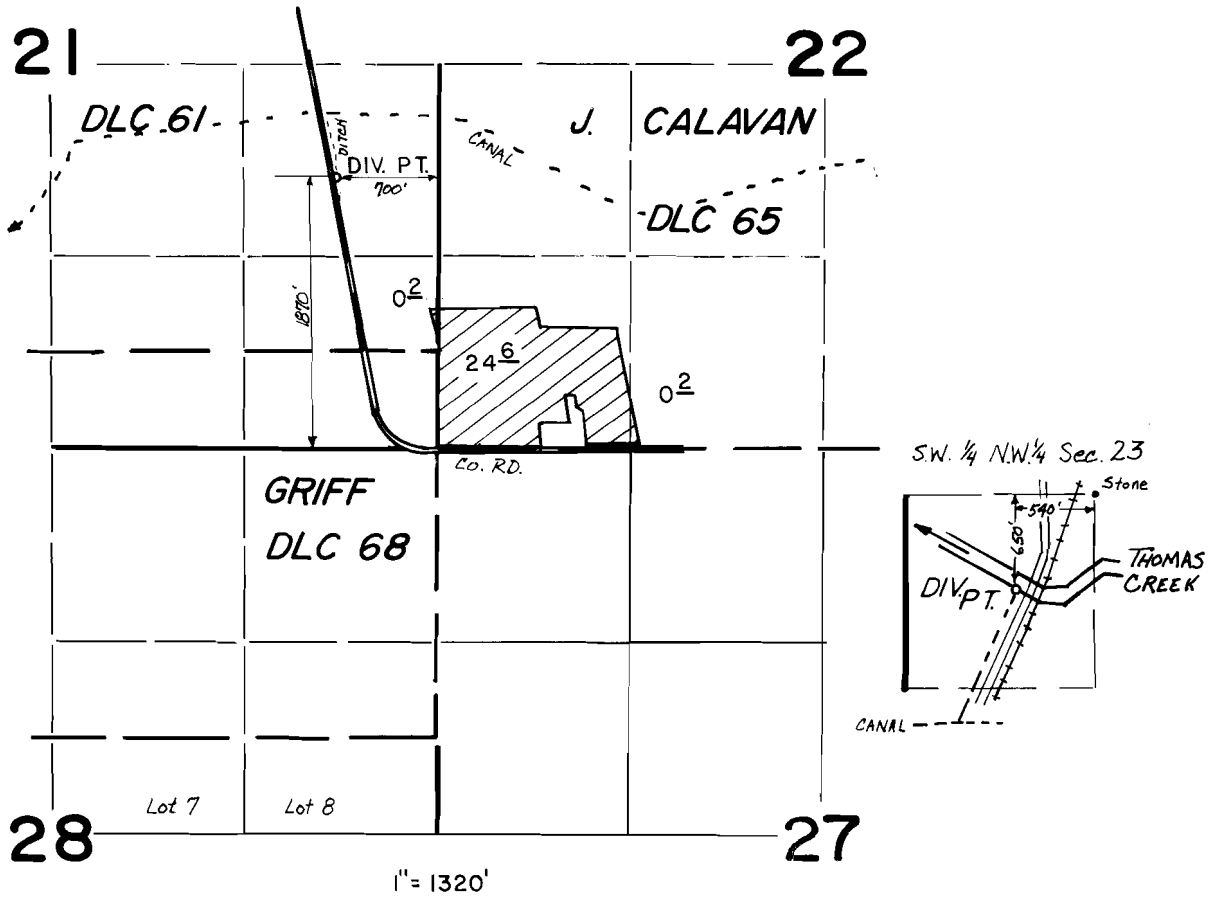 21
22
DLC 61
J. CALAVAN
DITCH
CANAL
DIV. PT.
700'
DLC 65
1870'
0 2
24 6
0 2
Co. RD.
GRIFF
DLC 68
S.W. ¼ N.W. ¼ Sec. 23
Stone
540'
650'
THOMAS
CREEK
DIV. PT.
CANAL
Lot 7
Lot 8
28
27
1" = 1320'